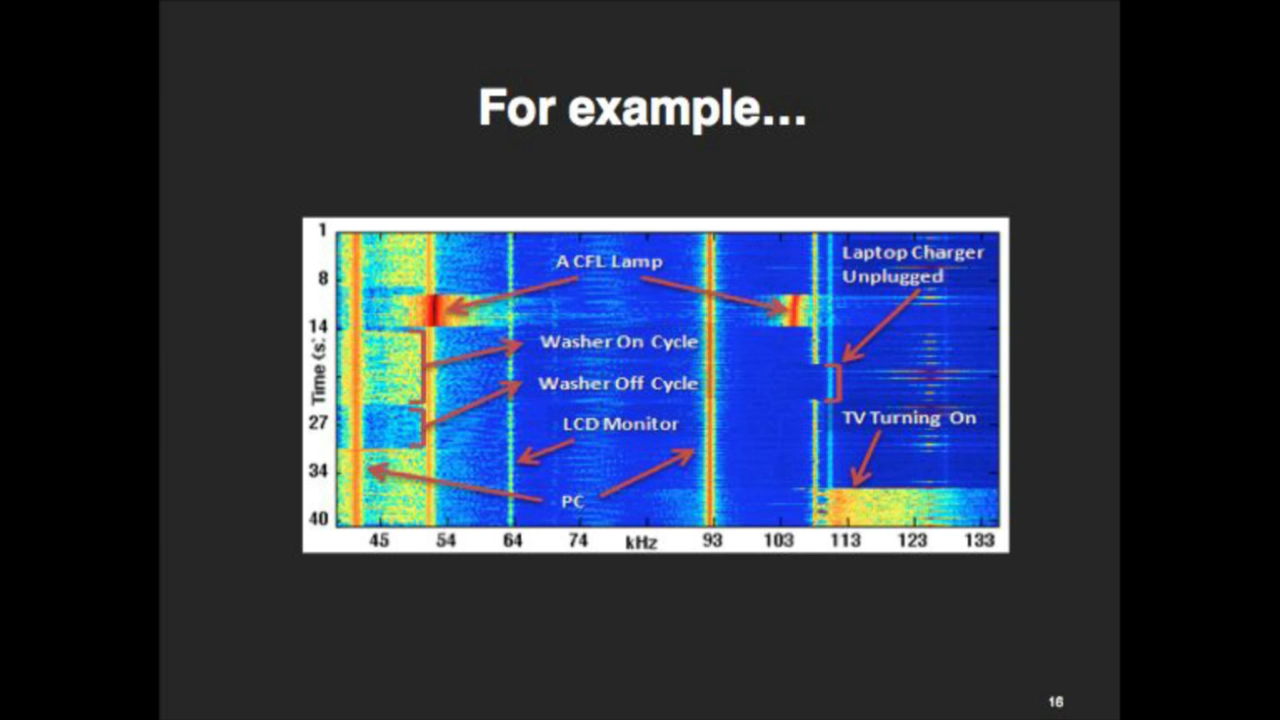 For example...
1
8
14
27
34
40
Time (s:
A CFL Lamp
Laptop Charger
Unplugged
Washer On Cycle
Washer Off Cycle
LCD Monitor
TV Turning On
PC
45 54 64 74 kHz 93 103 113 123 133
16